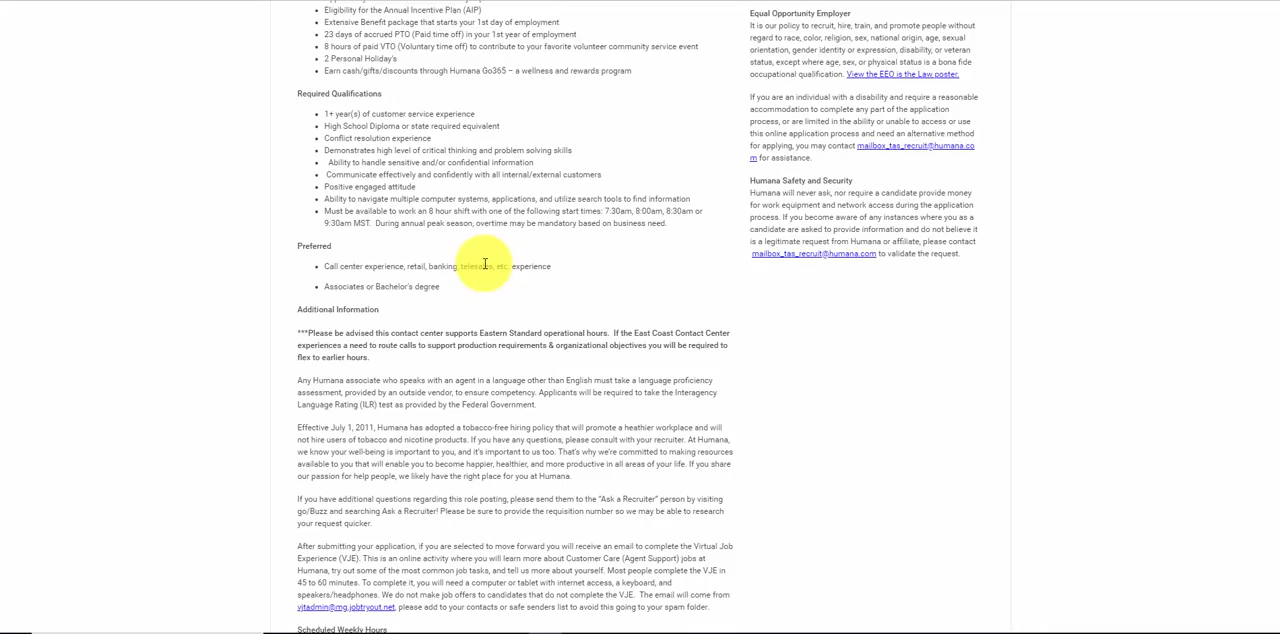 Eligibility for the Annual Incentive Plan (AIP)
Extensive Benefit package that starts your 1st day of employment
23 days of accrued PTO (Paid time off) in your 1st year of employment
8 hours of paid VTO (Voluntary time off) to contribute to your favorite volunteer community service event
2 Personal Holiday's
Earn cash/gifts/discounts through Humana Go365 – a wellness and rewards program
Required Qualifications
1+ year(s) of customer service experience
High School Diploma or state required equivalent
Conflict resolution experience
Demonstrates high level of critical thinking and problem solving skills
Ability to handle sensitive and/or confidential information
Communicate effectively and confidently with all internal/external customers
Positive engaged attitude
Ability to navigate multiple computer systems, applications, and utilize search tools to find information
Must be available to work an 8 hour shift with one of the following start times: 7:30am, 8:00am, 8:30am or
9:30am MST. During annual peak season, overtime may be mandatory based on business need.
Preferred
Call center experience, retail, banking, telesales, etc. experience
Associates or Bachelor's degree
Additional Information
***Please be advised this contact center supports Eastern Standard operational hours. If the East Coast Contact Center
experiences a need to route calls to support production requirements & organizational objectives you will be required to
flex to earlier hours.
Any Humana associate who speaks with an agent in a language other than English must take a language proficiency
assessment, provided by an outside vendor, to ensure competency. Applicants will be required to take the Interagency
Language Rating (ILR) test as provided by the Federal Government.
Effective July 1, 2011, Humana has adopted a tobacco-free hiring policy that will promote a heathier workplace and will
not hire users of tobacco and nicotine products. If you have any questions, please consult with your recruiter. At Humana,
we know your well-being is important to you, and it's important to us too. That's why we're committed to making resources
available to you that will enable you to become happier, healthier, and more productive in all areas of your life. If you share
our passion for help people, we likely have the right place for you at Humana.
If you have additional questions regarding this role posting, please send them to the "Ask a Recruiter" person by visiting
go/Buzz and searching Ask a Recruiter! Please be sure to provide the requisition number so we may be able to research
your request quicker.
After submitting your application, if you are selected to move forward you will receive an email to complete the Virtual Job
Experience (VJE). This is an online activity where you will learn more about Customer Care (Agent Support) jobs at
Humana, try out some of the most common job tasks, and tell us more about yourself. Most people complete the VJE in
45 to 60 minutes. To complete it, you will need a computer or tablet with internet access, a keyboard, and
speakers/headphones. We do not make job offers to candidates that do not complete the VJE. The email will come from
vjtadmin@mg.jobtryout.net, please add to your contacts or safe senders list to avoid this going to your spam folder.
Scheduled Weekly Hours
Equal Opportunity Employer
It is our policy to recruit, hire, train, and promote people without
regard to race, color, religion, sex, national origin, age, sexual
orientation, gender identity or expression, disability, or veteran
status, except where age, sex, or physical status is a bona fide
occupational qualification. View the EEO is the Law poster.
If you are an individual with a disability and require a reasonable
accommodation to complete any part of the application
process, or are limited in the ability or unable to access or use
this online application process and need an alternative method
for applying, you may contact mailbox_tas_recruit@humana.co
m for assistance.
Humana Safety and Security
Humana will never ask, nor require a candidate provide money
for work equipment and network access during the application
process. If you become aware of any instances where you as a
candidate are asked to provide information and do not believe it
is a legitimate request from Humana or affiliate, please contact
mailbox_tas_recruit@humana.com to validate the request.